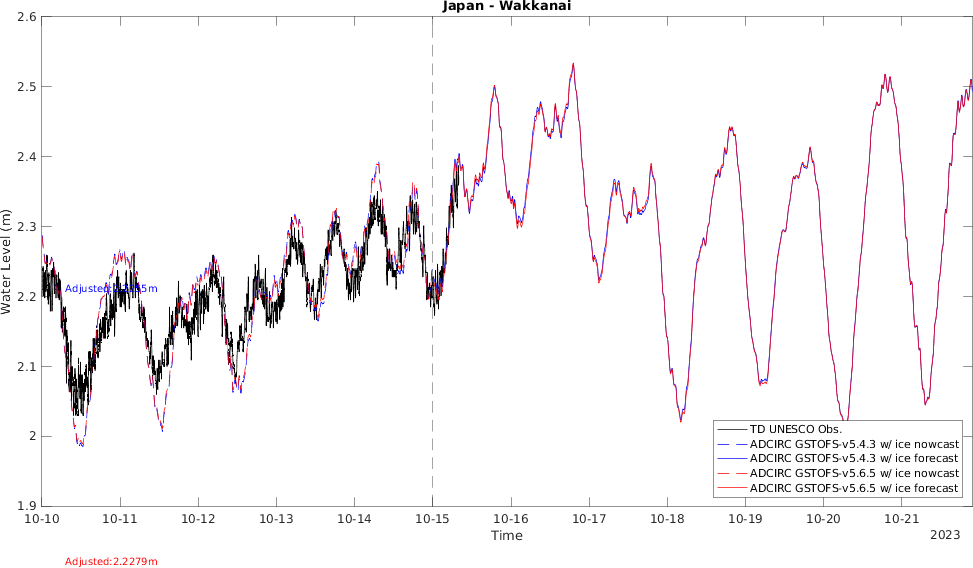 Japan - Wakkanai
Water Level (m)
2.6
2.5
2.4
2.3
2.2
2.1
2
1.9
Adjusted:
TD UNESCO Obs.
ADCIRC GSTOFS-v5.4.3 w/ ice nowcast
ADCIRC GSTOFS-v5.4.3 w/ ice forecast
ADCIRC GSTOFS-v5.6.5 w/ ice nowcast
ADCIRC GSTOFS-v5.6.5 w/ ice forecast
10-10 10-11 10-12 10-13 10-14 10-15 10-16 10-17 10-18 10-19 10-20 10-21
Time
2023
Adjusted:2.2279m